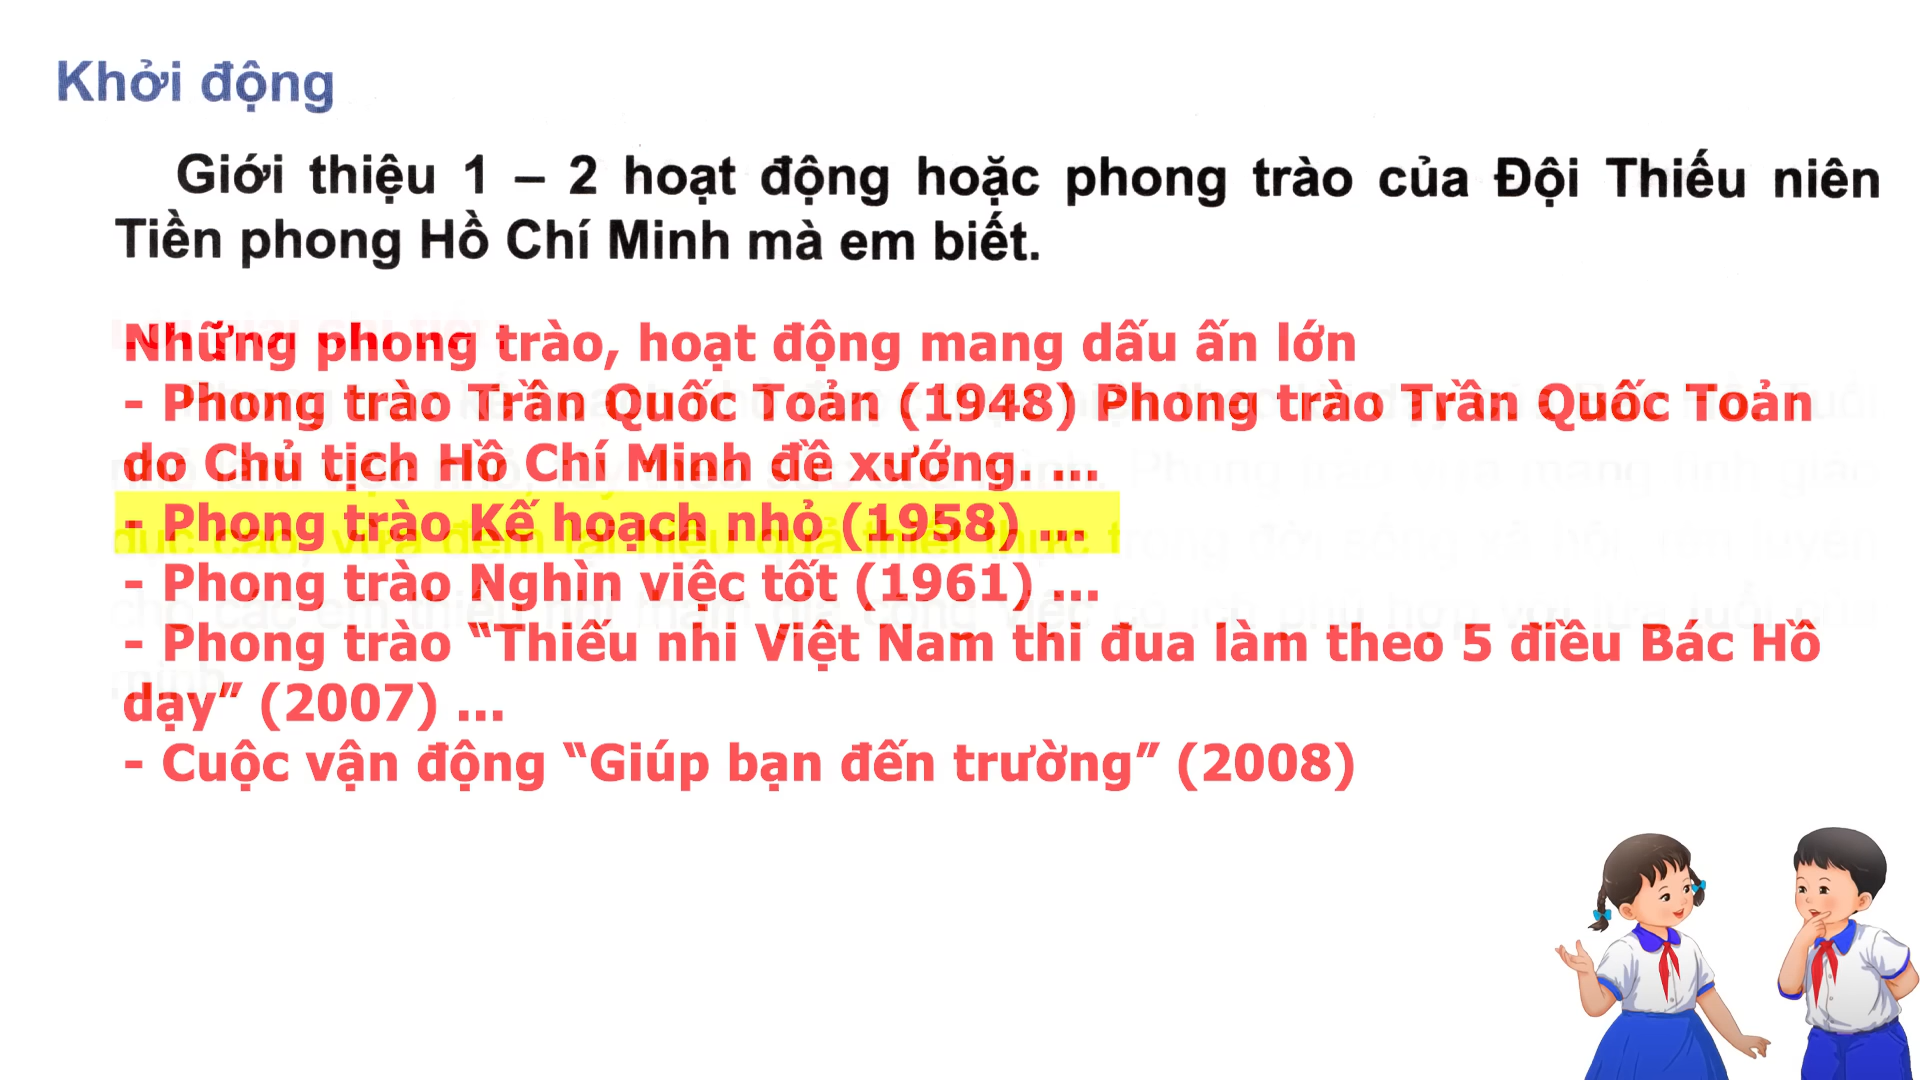 Khởi động
Giới thiệu 1 – 2 hoạt động hoặc phong trào của Đội Thiếu niên
Tiền phong Hồ Chí Minh mà em biết.
Những phong trào, hoạt động mang dấu ấn lớn
- Phong trào Trần Quốc Toản (1948) Phong trào Trần Quốc Toản
do Chủ tịch Hồ Chí Minh đề xướng. ...
- Phong trào Kế hoạch nhỏ (1958) ...
- Phong trào Nghìn việc tốt (1961) ...
- Phong trào “Thiếu nhi Việt Nam thi đua làm theo 5 điều Bác Hồ
dạy” (2007) ...
- Cuộc vận động “Giúp bạn đến trường” (2008)